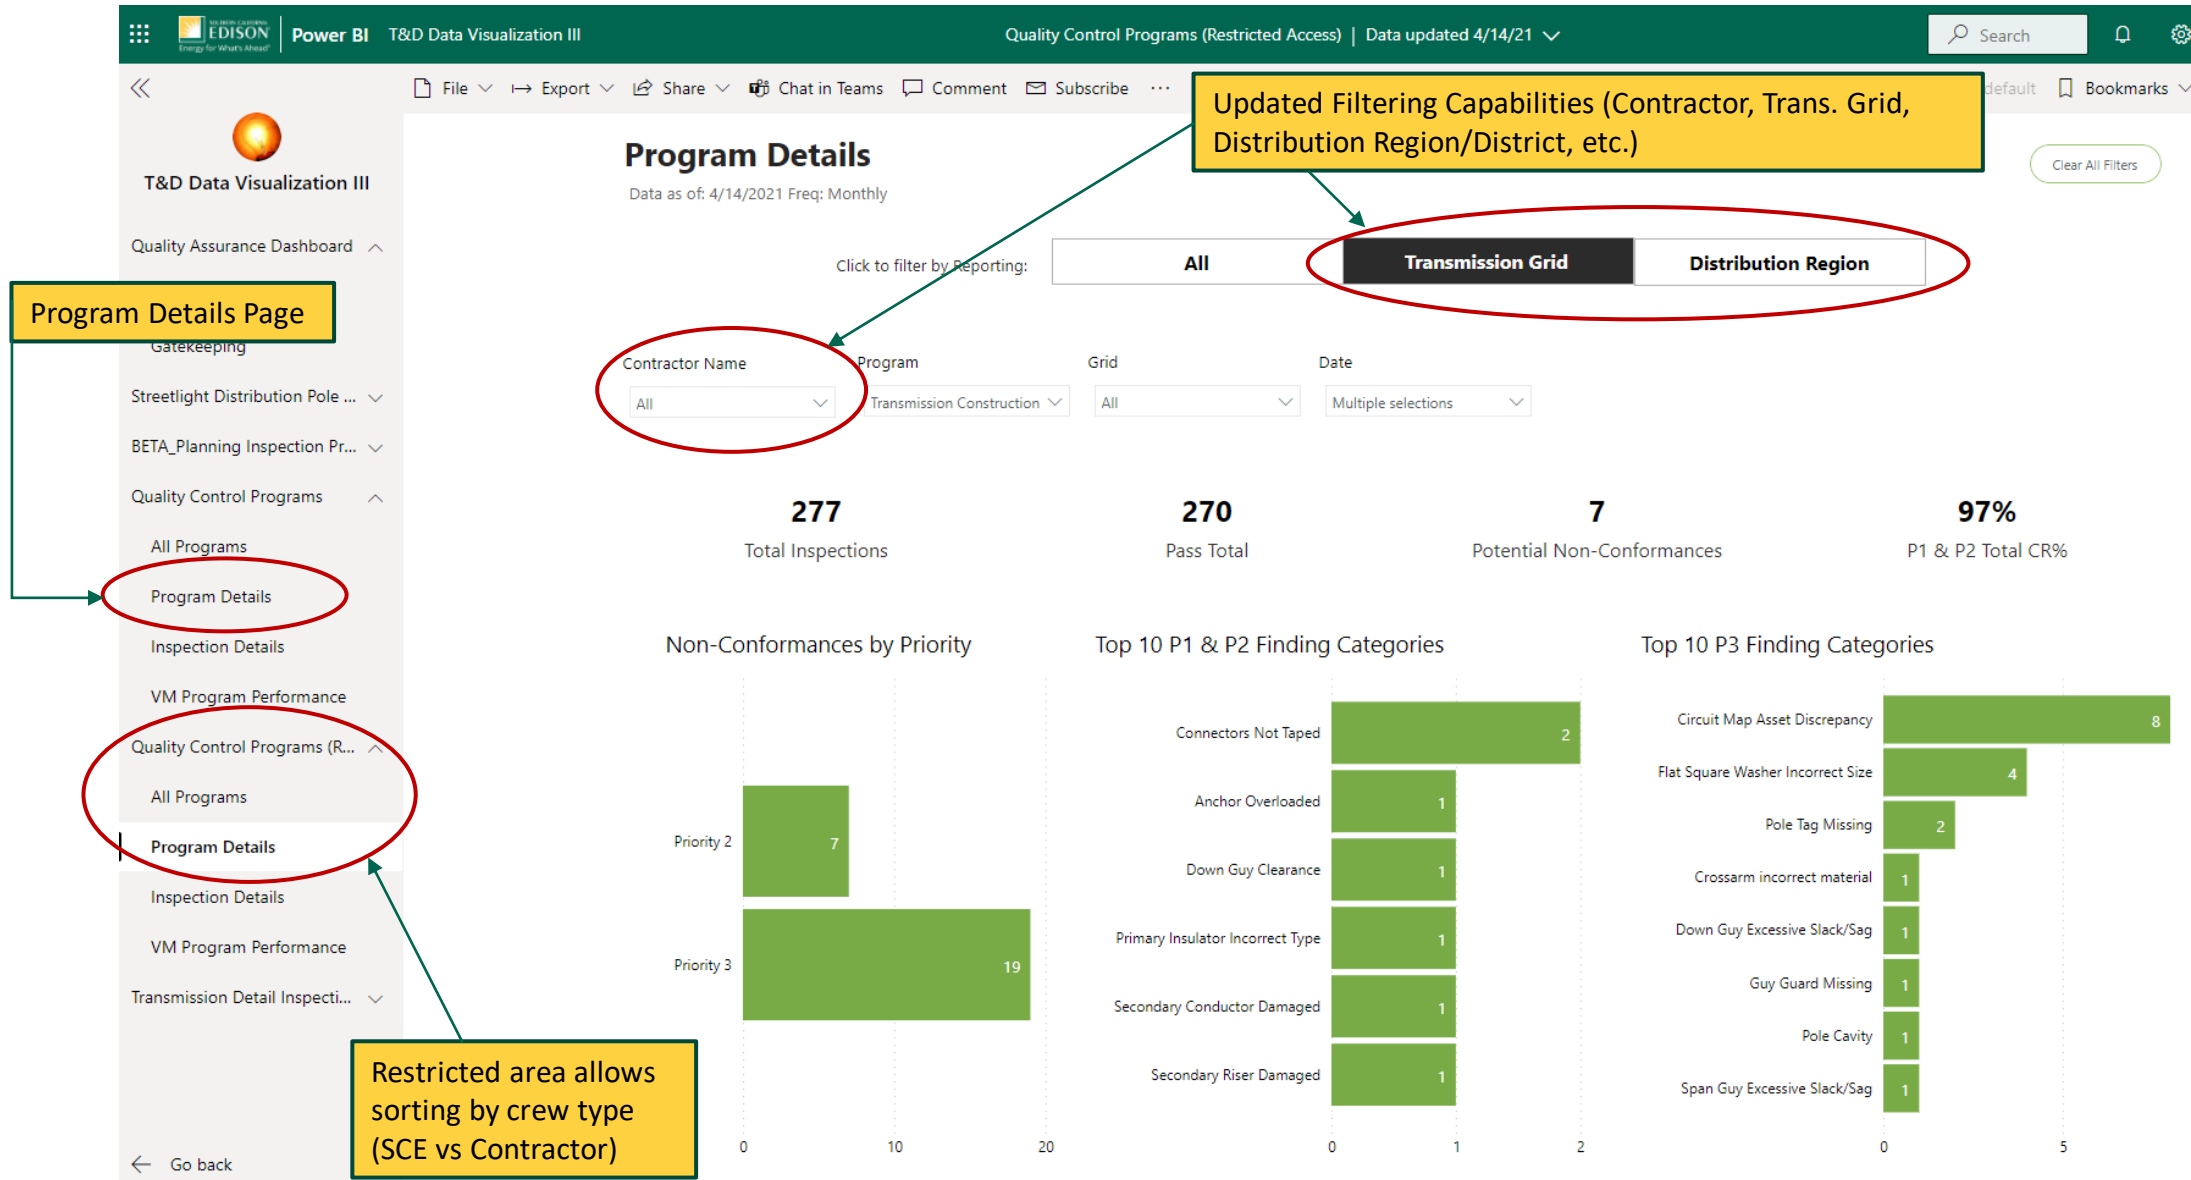 SOUTHERN CALIFORNIA
EDISON
Energy for What's Ahead℠
Power BI
T&D Data Visualization III
Quality Control Programs (Restricted Access) | Data updated 4/14/21
Search
File
Export
Share
Chat in Teams
Comment
Subscribe
···
default
Bookmarks
Updated Filtering Capabilities (Contractor, Trans. Grid,
Distribution Region/District, etc.)
T&D Data Visualization III
Quality Assurance Dashboard
Program Details Page
Gatekeeping
Streetlight Distribution Pole ...
BETA_Planning Inspection Pr...
Quality Control Programs
All Programs
Program Details
Inspection Details
VM Program Performance
Quality Control Programs (R...
All Programs
Program Details
Inspection Details
VM Program Performance
Transmission Detail Inspecti...
Go back
Restricted area allows
sorting by crew type
(SCE vs Contractor)
Program Details
Data as of: 4/14/2021 Freq: Monthly
Clear All Filters
Click to filter by Reporting:
All
Transmission Grid
Distribution Region
Contractor Name
Program
Grid
Date
All
Transmission Construction
All
Multiple selections
277
270
7
97%
Total Inspections
Pass Total
Potential Non-Conformances
P1 & P2 Total CR%
Non-Conformances by Priority
Priority 2
7
Priority 3
19
0
10
20
Top 10 P1 & P2 Finding Categories
Connectors Not Taped
2
Anchor Overloaded
1
Down Guy Clearance
1
Primary Insulator Incorrect Type
1
Secondary Conductor Damaged
1
Secondary Riser Damaged
1
0
1
2
Top 10 P3 Finding Categories
Circuit Map Asset Discrepancy
8
Flat Square Washer Incorrect Size
4
Pole Tag Missing
2
Crossarm incorrect material
1
Down Guy Excessive Slack/Sag
1
Guy Guard Missing
1
Pole Cavity
1
Span Guy Excessive Slack/Sag
1
0
5